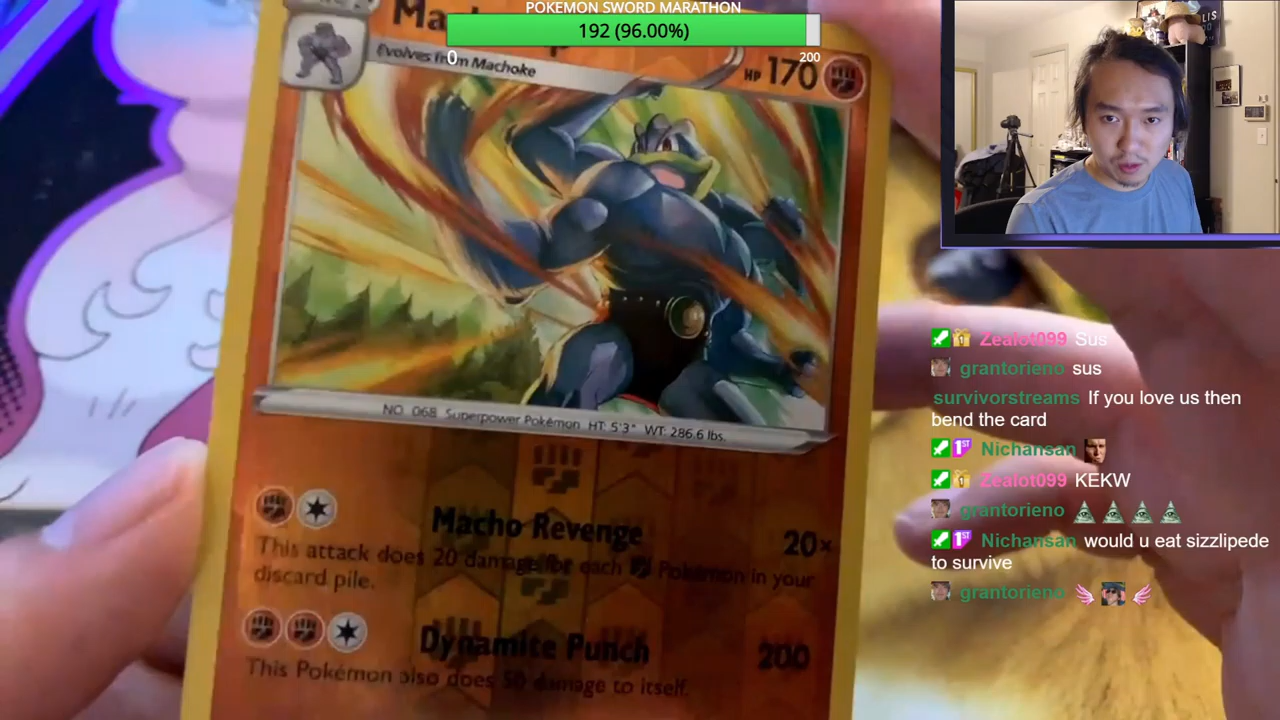 POKEMON SWORD MARATHON
192 (96.00%)
0
200
Evolves from Machoke
HP 170
NO. 068 Superpower Pokémon HT: 5'3" WT: 286.6 lbs.
Macho Revenge 20×
This attack does 20 damage for each Pokémon in your
discard pile.
Dynamite Punch 200
This Pokémon also does 50 damage to itself.
Zealot099 Sus
grantorieno sus
survivorstreams If you love us then
bend the card
Nichansan
Zealot099 KEKW
grantorieno
Nichansan would u eat sizzlipede
to survive
grantorieno